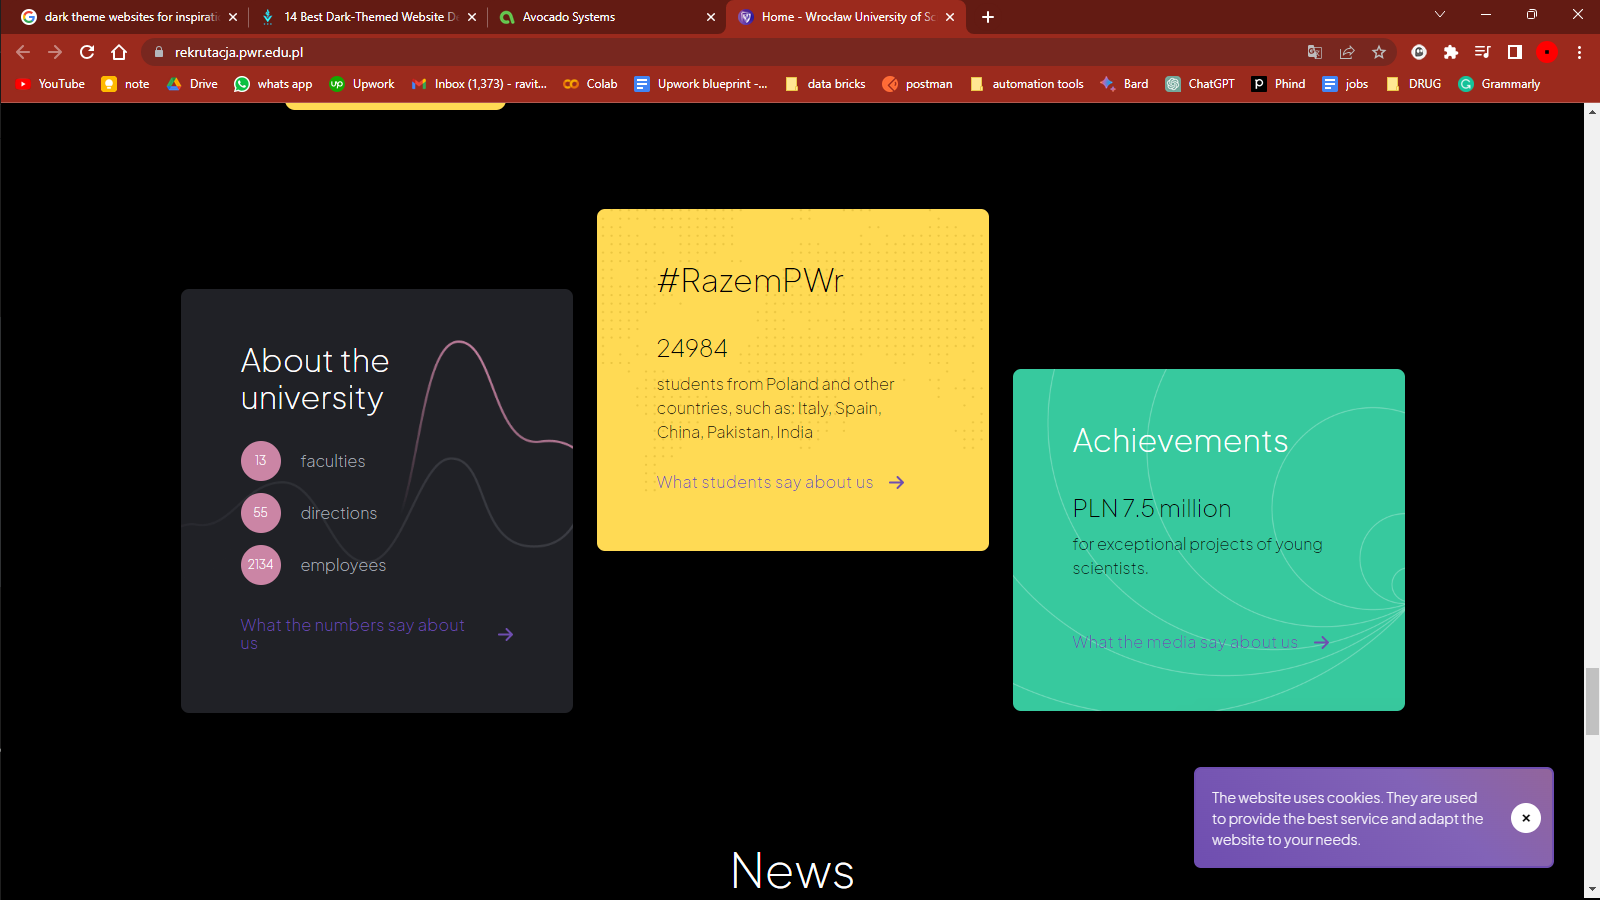 dark theme websites for inspirati
14 Best Dark-Themed Website D
Avocado Systems
Home - Wrocław University of Sc
rekrutacja.pwr.edu.pl
YouTube
note
Drive
whats app
Upwork
Inbox (1,373) - ravit...
Colab
Upwork blueprint -...
data bricks
postman
automation tools
Bard
ChatGPT
Phind
jobs
DRUG
Grammarly
About the
university
13 faculties
55 directions
2134 employees
What the numbers say about
us
#RazemPWr
24984
students from Poland and other
countries, such as: Italy, Spain,
China, Pakistan, India
What students say about us
Achievements
PLN 7.5 million
for exceptional projects of young
scientists.
What the media say about us
The website uses cookies. They are used
to provide the best service and adapt the
website to your needs.
News